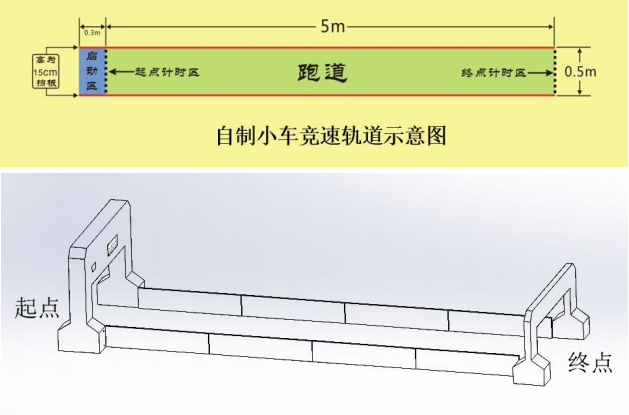 5m
0.3m
高为
15cm
挡板
启动区
起点计时区
跑道
终点计时区
0.5m
自制小车竞速轨道示意图
起点
终点